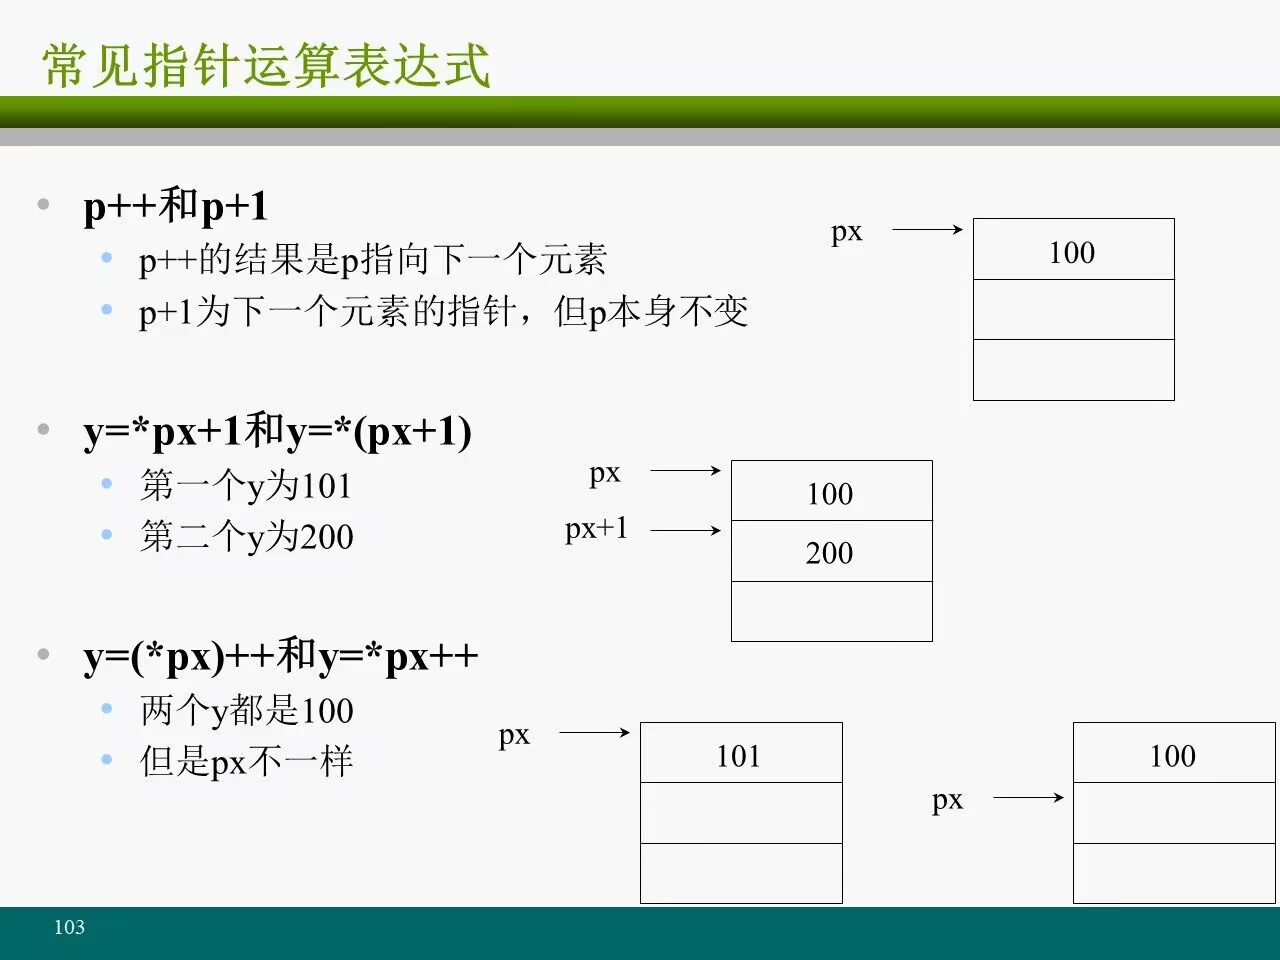 常见指针运算表达式
p++和p+1
p++的结果是p指向下一个元素
p+1为下一个元素的指针，但p本身不变
px
100
y=*px+1和y=*(px+1)
第一个y为101
第二个y为200
px
100
px+1
200
y=(*px)++和y=*px++
两个y都是100
但是px不一样
px
101
px
100
103